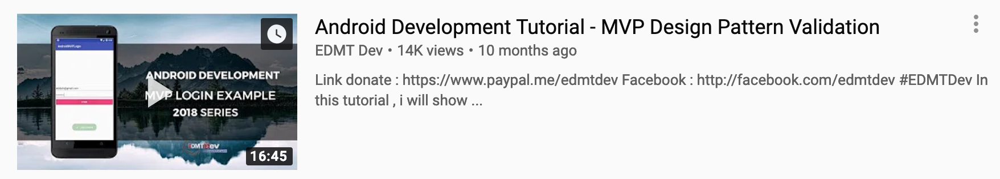 Android Development Tutorial - MVP Design Pattern Validation
EDMT Dev • 14K views • 10 months ago
Link donate : https://www.paypal.me/edmtdev Facebook : http://facebook.com/edmtdev #EDMTDev In
this tutorial , i will show ...
ANDROID DEVELOPMENT
MVP LOGIN EXAMPLE
2018 SERIES
EDMTDev
16:45